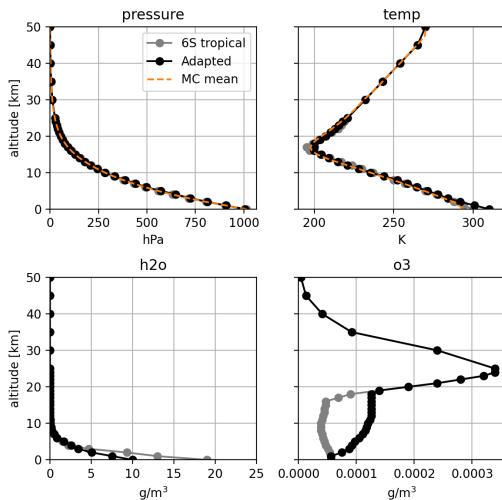 pressure
50
40
30
20
10
0
altitude [km]
6S tropical
Adapted
MC mean
0 250 500 750 1000
hPa
temp
200 250 300
K
h2o
50
40
30
20
10
0
altitude [km]
0 5 10 15 20 25
g/m³
o3
0.0000 0.0001 0.0002 0.0003
g/m³